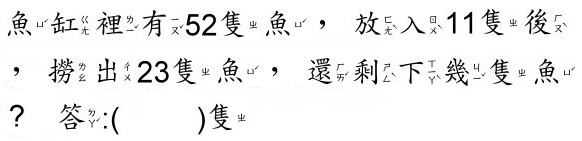 魚缸裡有52隻魚，放入11隻後
，撈出23隻魚，還剩下幾隻魚
？ 答:(          )隻